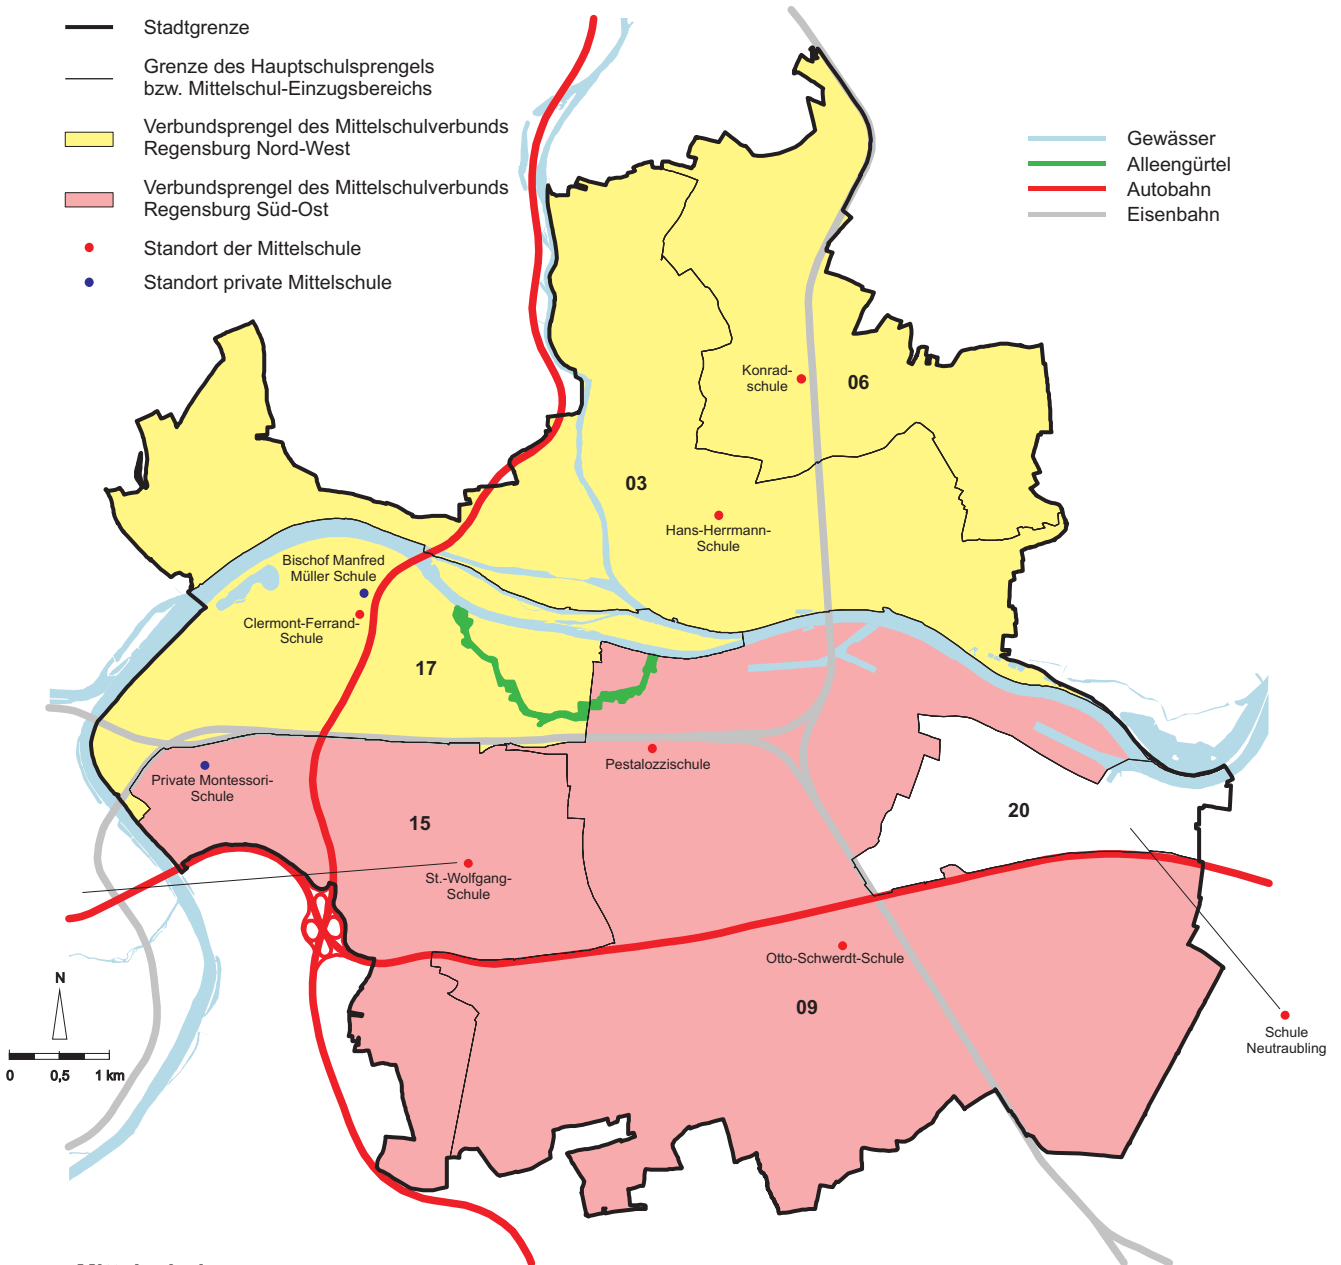 Stadtgrenze
Grenze des Hauptschulsprengels
bzw. Mittelschul-Einzugsbereichs
Verbundsprengel des Mittelschulverbunds
Regensburg Nord-West
Verbundsprengel des Mittelschulverbunds
Regensburg Süd-Ost
Standort der Mittelschule
Standort private Mittelschule
Gewässer
Alleengürtel
Autobahn
Eisenbahn
Konrad-
schule
06
03
Hans-Herrmann-
Schule
Bischof Manfred
Müller Schule
Clermont-Ferrand-
Schule
17
Pestalozzischule
Private Montessori-
Schule
15
20
St.-Wolfgang-
Schule
Otto-Schwerdt-Schule
09
Schule
Neutraubling
N
0 0,5 1 km